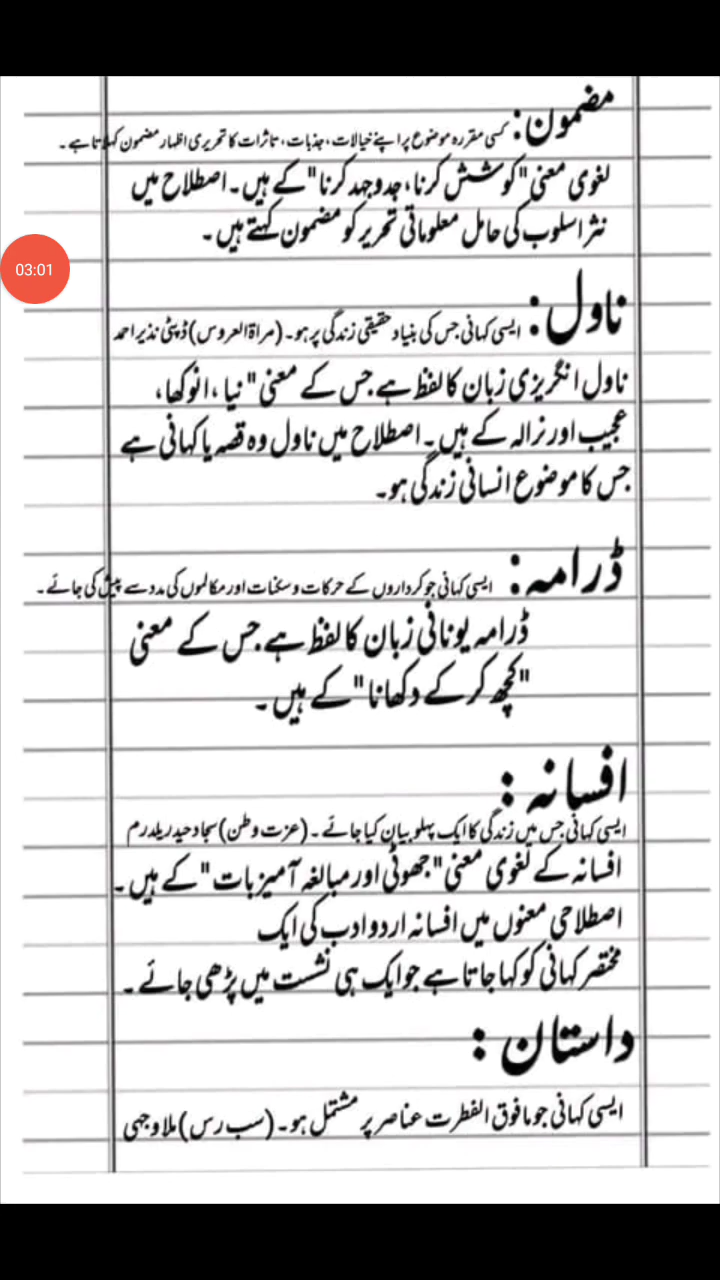 مضمون: کسی مقررہ موضوع پر اپنے خیالات، جذبات، تاثرات کا تحریری اظہار مضمون کہلاتا ہے۔
لغوی معنی "کوشش کرنا، جدوجہد کرنا" کے ہیں۔ اصطلاح میں
نثر اسلوب کی حامل معلوماتی تحریر کو مضمون کہتے ہیں۔
03:01
ناول: ایسی کہانی جس کی بنیاد حقیقی زندگی پر ہو۔ (مراۃ العروس) ڈپٹی نذیر احمد
ناول انگریزی زبان کا لفظ ہے جس کے معنی "نیا، انوکھا،
عجیب اور نرالہ کے ہیں۔ اصطلاح میں ناول وہ قصہ یا کہانی ہے
جس کا موضوع انسانی زندگی ہو۔
ڈرامہ: ایسی کہانی جو کرداروں کے حرکات و سکنات اور مکالموں کی مدد سے پیش کی جائے۔
ڈرامہ یونانی زبان کا لفظ ہے جس کے معنی
"کچھ کر کے دکھانا" کے ہیں۔
افسانہ:
ایسی کہانی جس میں زندگی کا ایک پہلو بیان کیا جائے۔ (عزت وطن) سجاد حیدر یلدرم
افسانہ کے لغوی معنی "جھوٹی اور مبالغہ آمیز بات" کے ہیں۔
اصطلاحی معنوں میں افسانہ اردو ادب کی ایک
مختصر کہانی کو کہا جاتا ہے جو ایک ہی نشست میں پڑھی جائے۔
داستان:
ایسی کہانی جو مافوق الفطرت عناصر پر مشتمل ہو۔ (سب رس) ملا وجہی